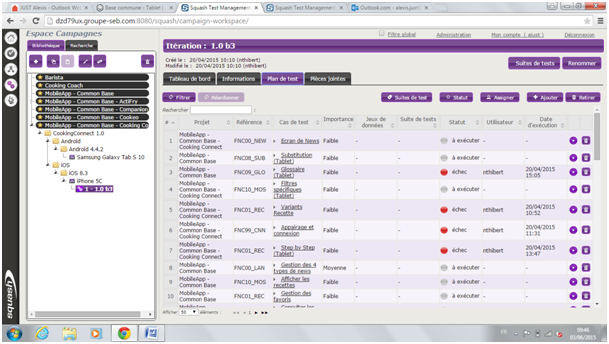 JUST Alexis - Outlook Wo
Base commune - Tablet |
Squash Test Management
Squash Test Management
Outlook.com - alexis.just
dzd79ux.groupe-seb.com:8080/squash/campaign-workspace/
Espace Campagnes
Filtre global
Administration
Mon compte ( ajust )
Déconnexion
Bibliothèque
Recherche
Barista
Cooking Coach
MobileApp - Common Base
MobileApp - Common Base - ActiFry
MobileApp - Common Base - Companion
MobileApp - Common Base - Cookeo
MobileApp - Common Base - Cooking Co
CookingConnect 1.0
Android
Android 4.4.2
Samsung Galaxy Tab S 10
iOS
iOS 8.3
iPhone 5C
1 - 1.0 b3
squash
Itération : 1.0 b3
Créé le : 20/04/2015 10:10 (nthibert)
Modifié le : 20/04/2015 10:10 (nthibert)
Suites de tests
Renommer
Tableau de bord
Informations
Plan de test
Pièces jointes
Filtrer
Réordonner
Suites de test
Statut
Assigner
Ajouter
Retirer
Rechercher :
# Projet Référence Cas de test Importance Jeux de données Suite de tests Statut Utilisateur Date d'exécution
1 MobileApp - Common Base - Cooking Connect FNC00_NEW Ecran de News Faible - - à exécuter - -
2 MobileApp - Common Base - Cooking Connect FNC08_SUB Substitution (Tablet) Faible - - à exécuter - -
3 MobileApp - Common Base - Cooking Connect FNC09_GLO Glossaire (Tablet) Faible - - échec nthibert 20/04/2015 15:05
4 MobileApp - Common Base - Cooking Connect FNC10_MOS Filtres spécifiques (Tablet) Faible - - à exécuter - -
5 MobileApp - Common Base - Cooking Connect FNC01_REC Variants Recette Faible - - échec nthibert 20/04/2015 10:52
6 MobileApp - Common Base - Cooking Connect FNC99_CNN Appairage et connexion Faible - - échec nthibert 20/04/2015 11:31
7 MobileApp - Common Base - Cooking Connect FNC01_REC Step by Step (Tablet) Faible - - échec nthibert 20/04/2015 13:47
8 MobileApp - Common Base - Cooking Connect FNC00_LAN Gestion des 4 types de news Moyenne - - à exécuter - -
9 MobileApp - Common Base - Cooking Connect FNC10_MOS Afficher les recettes Faible - - à exécuter - -
10 MobileApp - Common Base - Cooking Connect FNC01_REC Gestion des favoris Faible - - à exécuter - -
MobileApp -
Afficher 50 éléments :
1
FR
09:46
03/06/2015